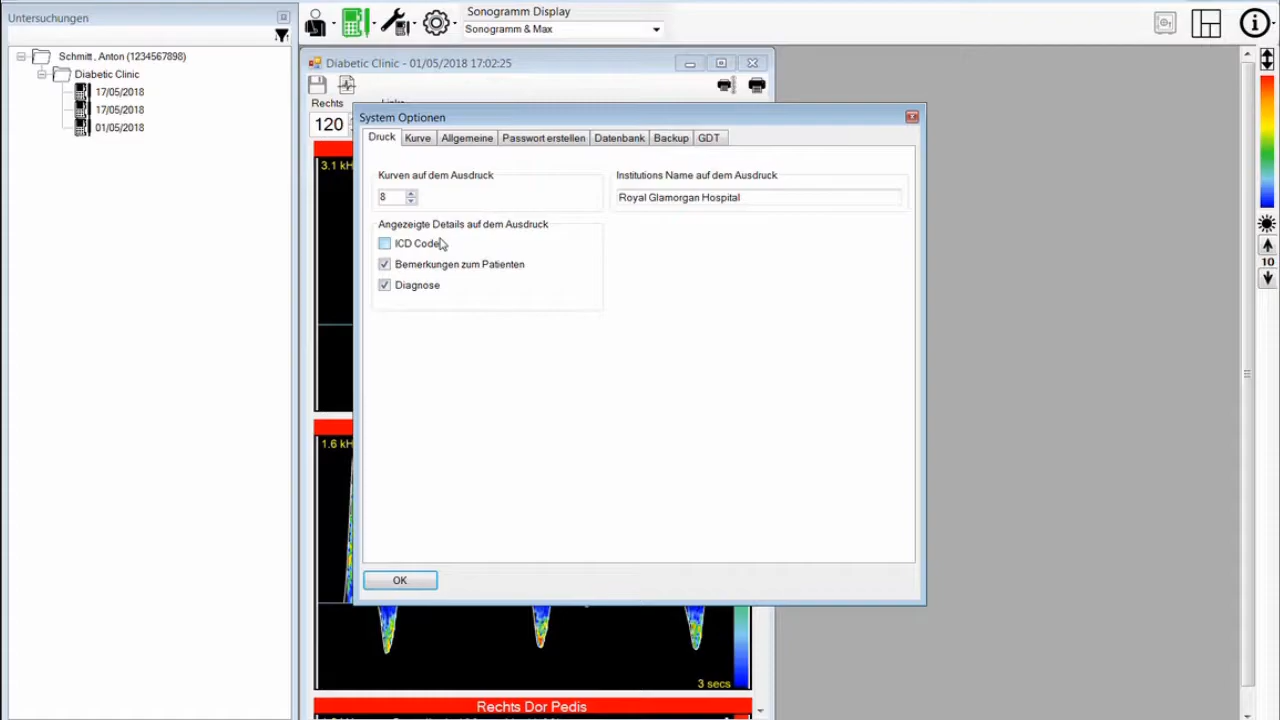 Untersuchungen
Schmitt , Anton (1234567898)
Diabetic Clinic
17/05/2018
17/05/2018
01/05/2018
Sonogramm Display
Sonogramm & Max
Diabetic Clinic - 01/05/2018 17:02:25
Rechts
120
3.1
1.6
System Optionen
Druck
Kurve
Allgemeine
Passwort erstellen
Datenbank
Backup
GDT
Kurven auf dem Ausdruck
8
Institutions Name auf dem Ausdruck
Royal Glamorgan Hospital
Angezeigte Details auf dem Ausdruck
ICD Code
Bemerkungen zum Patienten
Diagnose
OK
3 secs
Rechts Dor Pedis
10